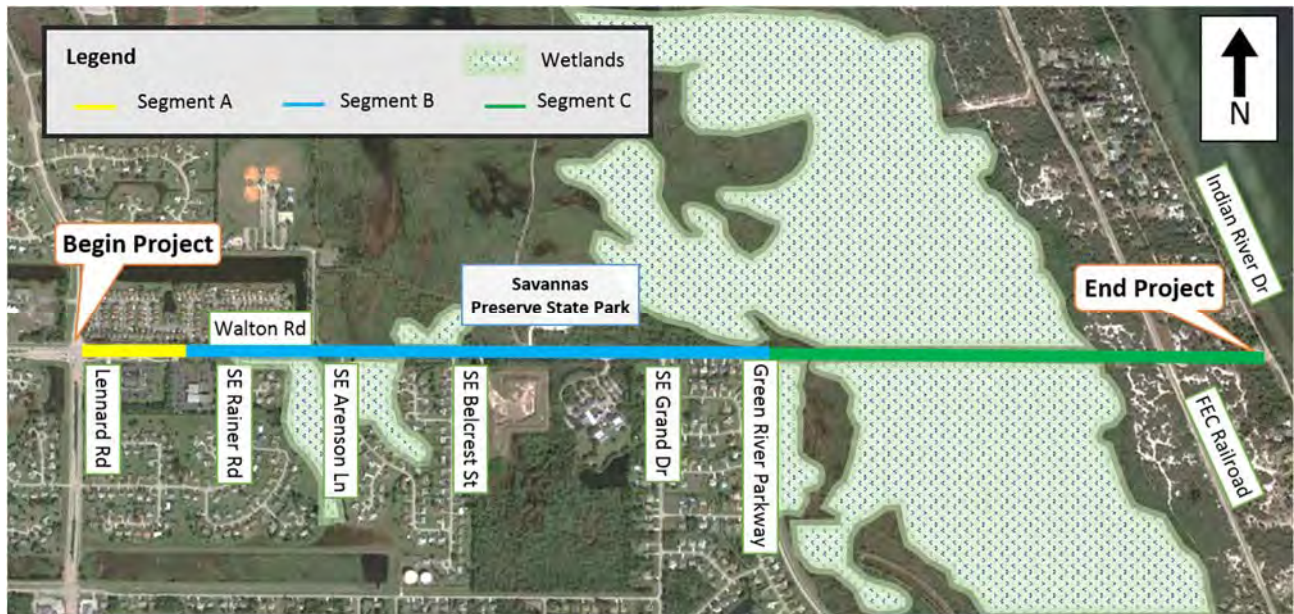 Legend
Wetlands
Segment A
Segment B
Segment C
N
Begin Project
Savannas
Preserve State Park
Indian River Dr
End Project
Walton Rd
Lennard Rd
SE Rainer Rd
SE Arenson Ln
SE Belcrest St
SE Grand Dr
Green River Parkway
FEC Railroad